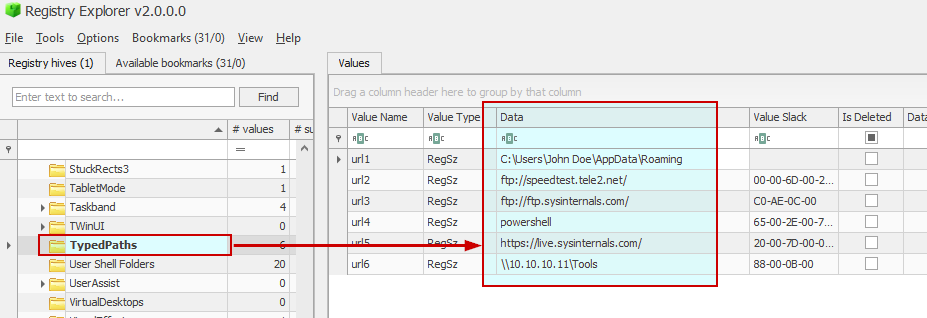 Registry Explorer v2.0.0.0
File Tools Options Bookmarks (31/0) View Help
Registry hives (1) Available bookmarks (31/0)
Enter text to search... Find
# values # su
=
StuckRects3 1
TabletMode 1
Taskband 4
TWinUI 0
TypedPaths 6
User Shell Folders 20
UserAssist 0
VirtualDesktops 0
Values
Drag a column header here to group by that column
Value Name Value Type Data Value Slack Is Deleted Data
ABC ABC ABC ABC
url1 RegSz C:\Users\John Doe\AppData\Roaming
url2 RegSz ftp://speedtest.tele2.net/ 00-00-6D-00-2...
url3 RegSz ftp://ftp.sysinternals.com/ C0-AE-0C-00
url4 RegSz powershell 65-00-2E-00-7...
url5 RegSz https://live.sysinternals.com/ 20-00-7D-00-0...
url6 RegSz \\10.10.10.11\Tools 88-00-0B-00